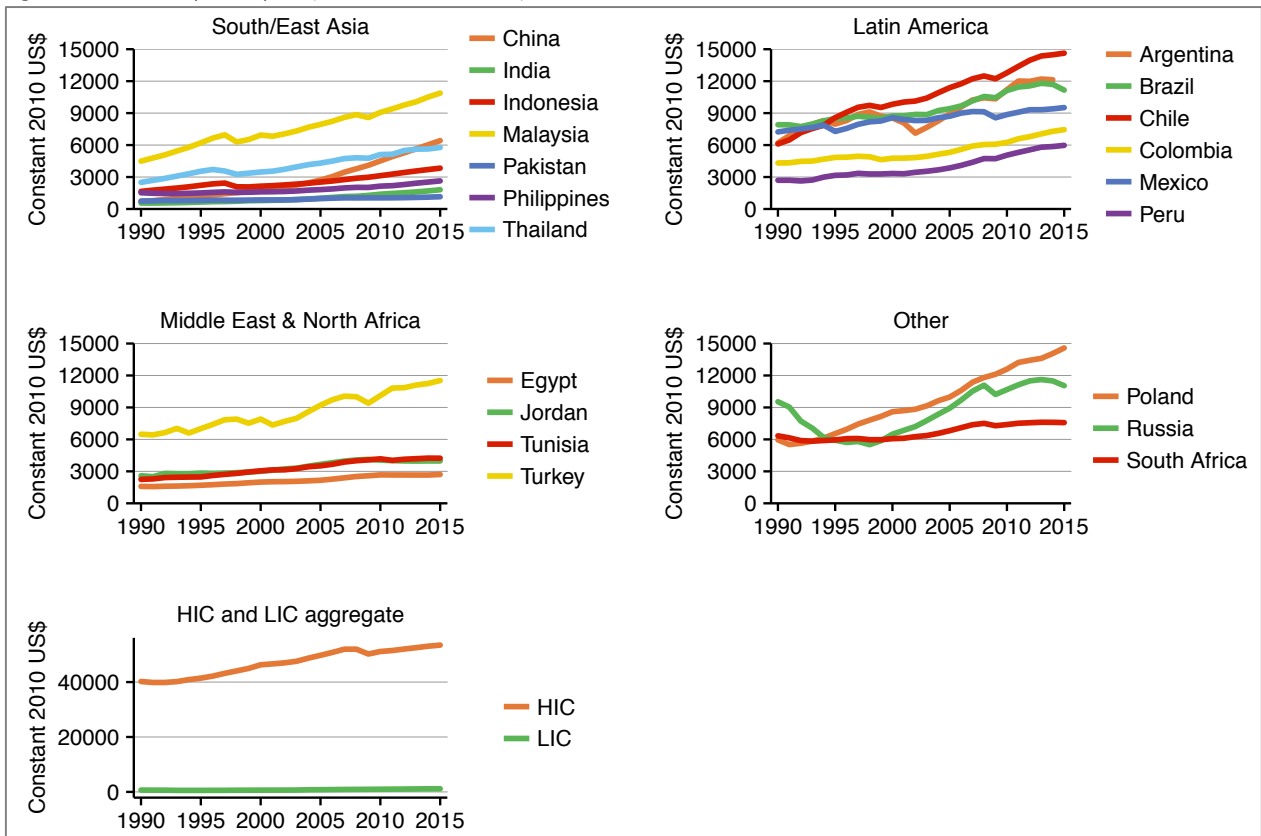 South/East Asia
Constant 2010 US$
15000
12000
9000
6000
3000
0
1990 1995 2000 2005 2010 2015
China
India
Indonesia
Malaysia
Pakistan
Philippines
Thailand
Latin America
Constant 2010 US$
15000
12000
9000
6000
3000
0
1990 1995 2000 2005 2010 2015
Argentina
Brazil
Chile
Colombia
Mexico
Peru
Middle East & North Africa
Constant 2010 US$
15000
12000
9000
6000
3000
0
1990 1995 2000 2005 2010 2015
Egypt
Jordan
Tunisia
Turkey
Other
Constant 2010 US$
15000
12000
9000
6000
3000
0
1990 1995 2000 2005 2010 2015
Poland
Russia
South Africa
HIC and LIC aggregate
Constant 2010 US$
40000
20000
0
1990 1995 2000 2005 2010 2015
HIC
LIC